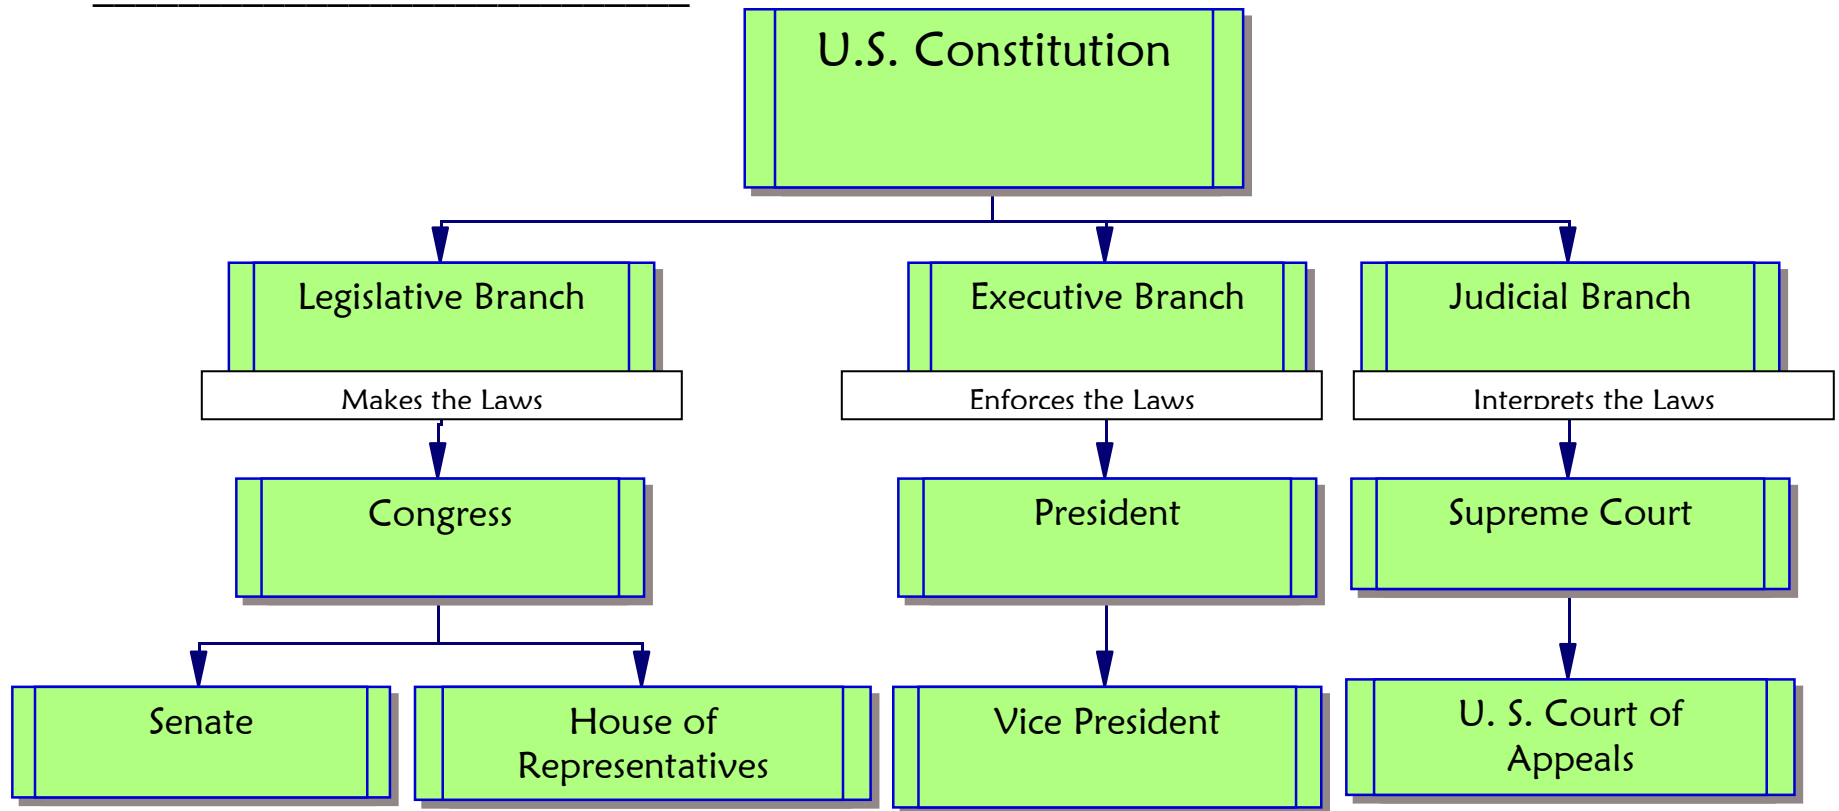 U.S. Constitution
Legislative Branch
Executive Branch
Judicial Branch
Makes the Laws
Enforces the Laws
Interprets the Laws
Congress
President
Supreme Court
Senate
House of
Representatives
Vice President
U. S. Court of
Appeals